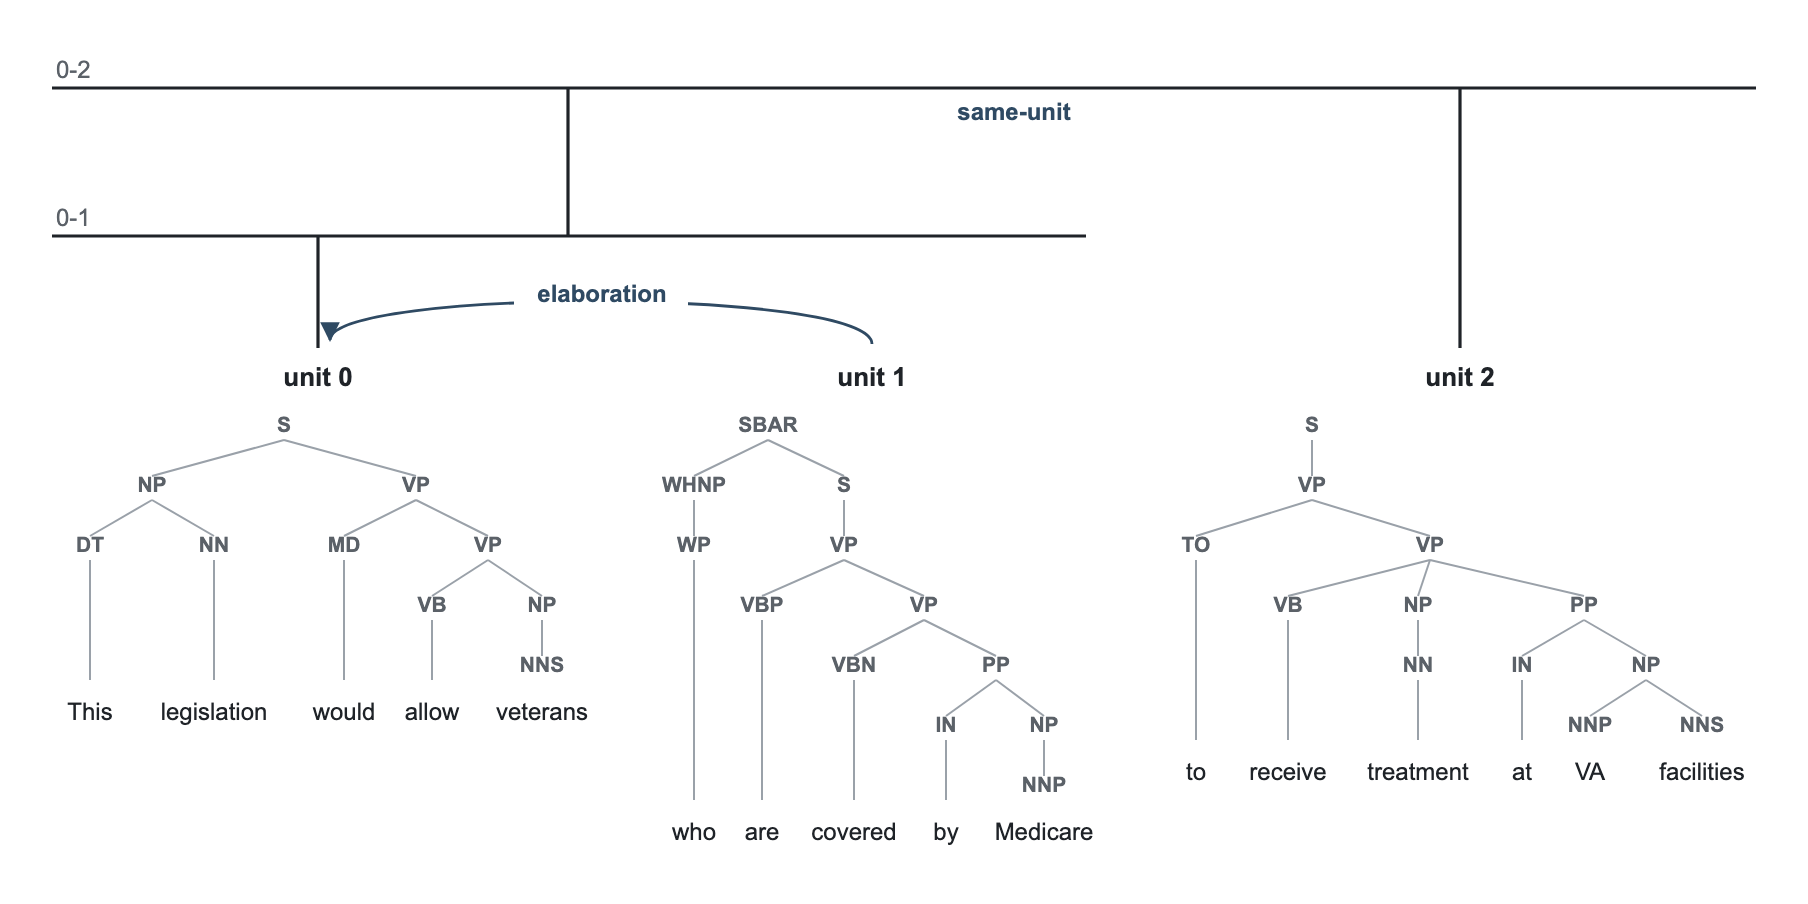 0-2
same-unit
0-1
elaboration
unit 0 unit 1 unit 2
S SBAR S
NP VP WHNP S VP
DT NN MD VP WP VP TO VP
VB NP VBP VP VB NP PP
NNS VBN PP NN IN NP
This legislation would allow veterans IN NP NNP NNS
to receive treatment at VA facilities
NNP
who are covered by Medicare